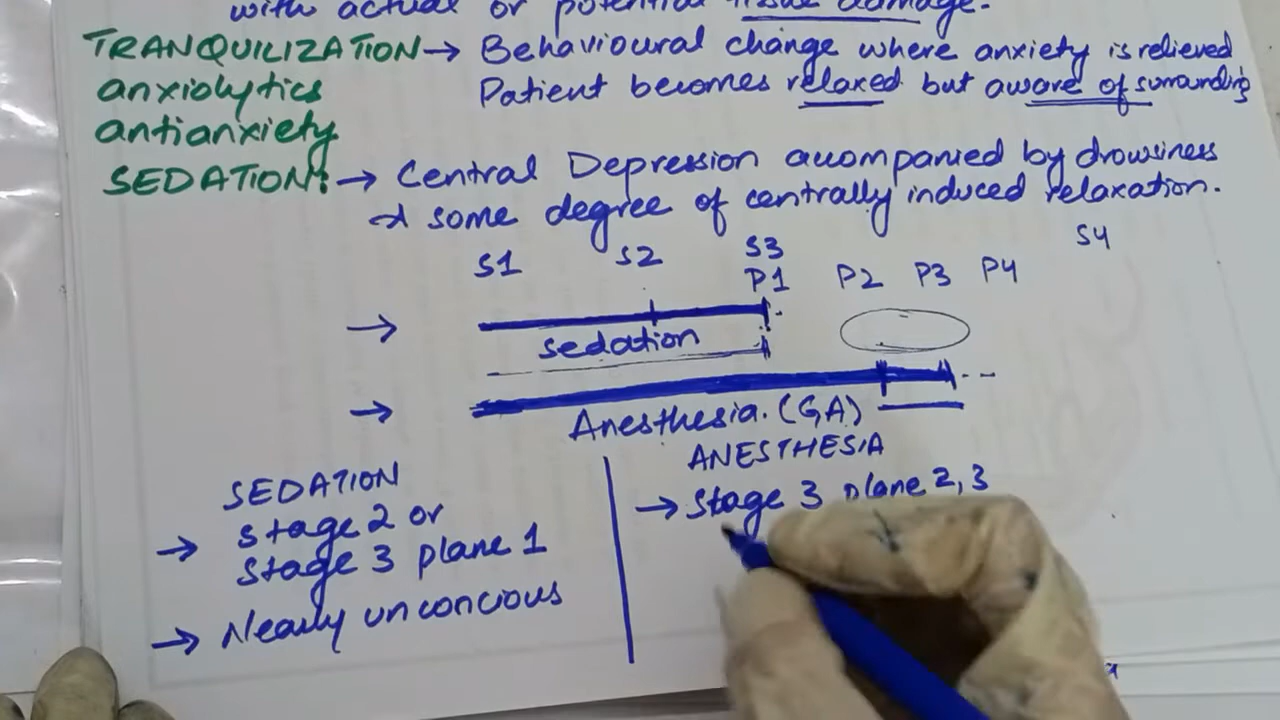 with actual or potential tissue damage.
TRANQUILIZATION → Behavioural change where anxiety is relieved
anxiolytics Patient becomes relaxed but aware of surrounding
antianxiety
SEDATION: → Central Depression accompanied by drowsiness
& some degree of centrally induced relaxation.
S1 S2 S3 S4
P1 P2 P3 P4
→ sedation
→ Anesthesia. (GA)
SEDATION
→ stage 2 or
stage 3 plane 1
→ Nearly unconcious
ANESTHESIA
→ Stage 3 plane 2,3